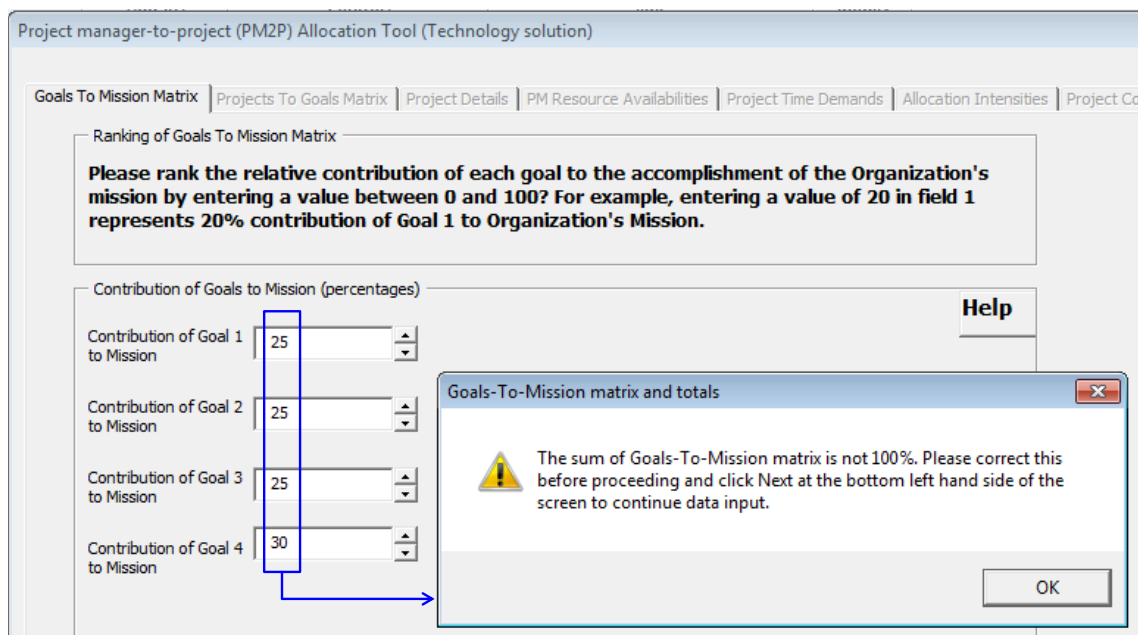 Project manager-to-project (PM2P) Allocation Tool (Technology solution)
Goals To Mission Matrix
Projects To Goals Matrix
Project Details
PM Resource Availabilities
Project Time Demands
Allocation Intensities
Project Co
Ranking of Goals To Mission Matrix
Please rank the relative contribution of each goal to the accomplishment of the Organization's
mission by entering a value between 0 and 100? For example, entering a value of 20 in field 1
represents 20% contribution of Goal 1 to Organization's Mission.
Contribution of Goals to Mission (percentages)
Help
Contribution of Goal 1
to Mission
25
Contribution of Goal 2
to Mission
25
Contribution of Goal 3
to Mission
25
Contribution of Goal 4
to Mission
30
Goals-To-Mission matrix and totals
The sum of Goals-To-Mission matrix is not 100%. Please correct this
before proceeding and click Next at the bottom left hand side of the
screen to continue data input.
OK